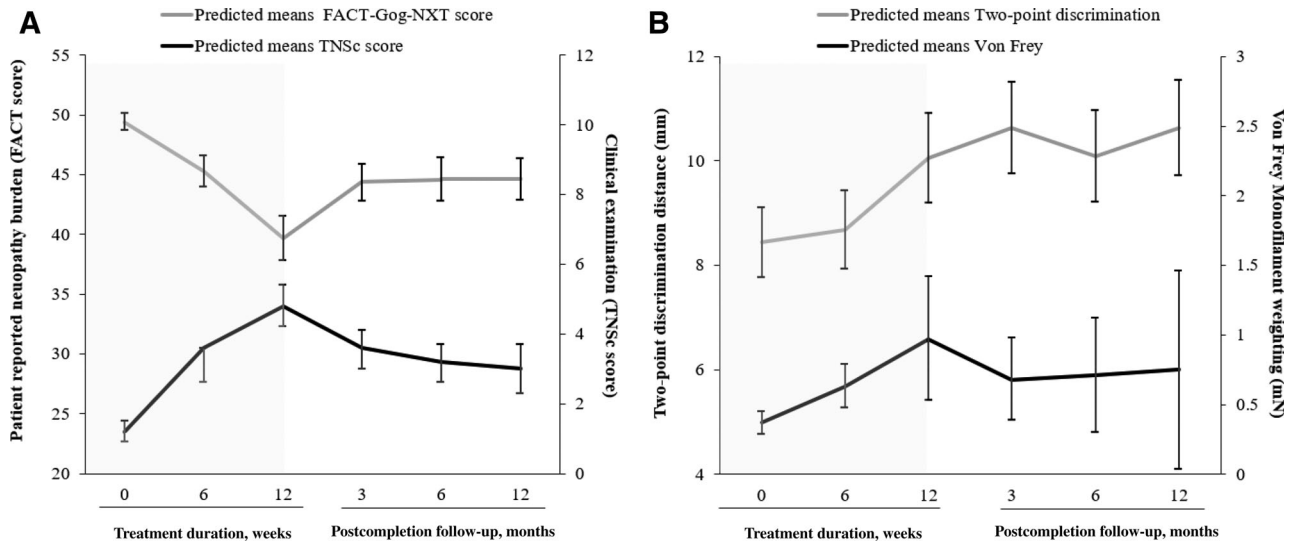 A
Predicted means FACT-Gog-NXT score
Predicted means TNSc score
Patient reported neuopathy burden (FACT score)
55
50
45
40
35
30
25
20
12
10
8
6
4
2
0
Clinical examination (TNSc score)
0 6 12 3 6 12
Treatment duration, weeks Postcompletion follow-up, months
B
Predicted means Two-point discrimination
Predicted means Von Frey
Two-point discrimination distance (mm)
12
10
8
6
4
3
2.5
2
1.5
1
0.5
0
Von Frey Monofilament weighting (mN)
0 6 12 3 6 12
Treatment duration, weeks Postcompletion follow-up, months